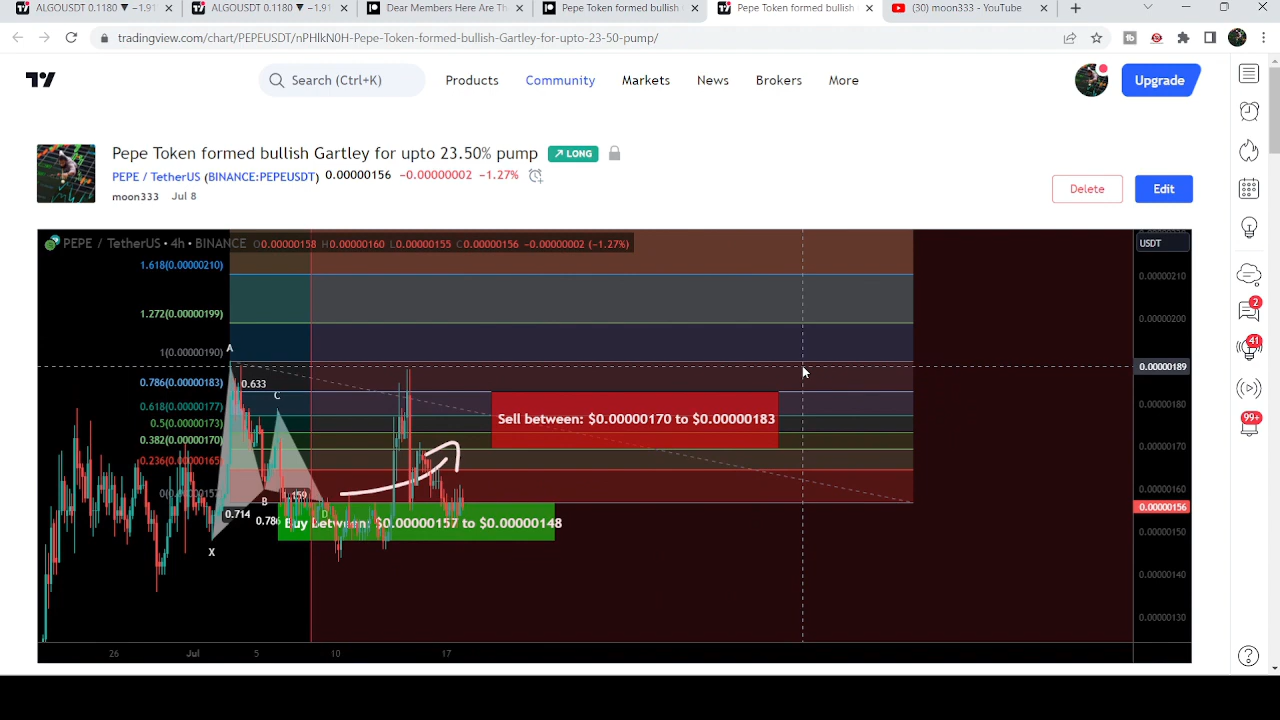 ALGOUSDT 0.1180 ▼ −1.91
ALGOUSDT 0.1180 ▼ −1.91
Dear Members Here Are The
Pepe Token formed bullish
Pepe Token formed bullish
(30) moon333 - YouTube
tradingview.com/chart/PEPEUSDT/nPHlkN0H-Pepe-Token-formed-bullish-Gartley-for-upto-23-50-pump/
Search (Ctrl+K)
Products
Community
Markets
News
Brokers
More
Upgrade
Pepe Token formed bullish Gartley for upto 23.50% pump
LONG
PEPE / TetherUS (BINANCE:PEPEUSDT) 0.00000156 −0.00000002 −1.27%
moon333 Jul 8
Delete
Edit
PEPE / TetherUS • 4h • BINANCE O0.00000158 H0.00000160 L0.00000155 C0.00000156 −0.00000002 (−1.27%)
USDT
1.618(0.00000210)
1.272(0.00000199)
1(0.00000190)
0.786(0.00000183)
0.618(0.00000177)
0.5(0.00000173)
0.382(0.00000170)
0.236(0.00000165)
A
0.633
C
B
0.714
0.786
D
X
Sell between: $0.00000170 to $0.00000183
Buy between: $0.00000157 to $0.00000148
0.00000210
0.00000200
0.00000189
0.00000180
0.00000170
0.00000160
0.00000156
0.00000150
0.00000140
0.00000130
26
Jul
5
10
17
2
41
99+